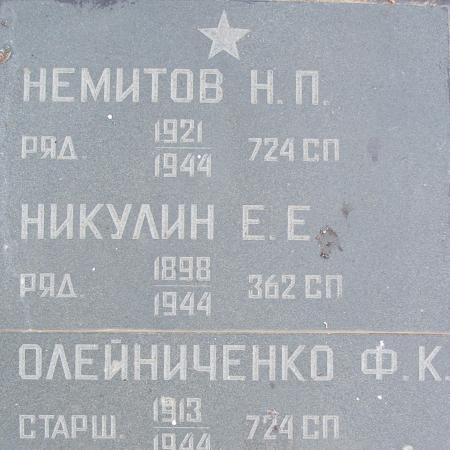 НЕМИТОВ Н. П.
РЯД. 1921 1944 724 СП
НИКУЛИН Е. Е.
РЯД. 1898 1944 362 СП
ОЛЕЙНИЧЕНКО Ф. К.
СТАРШ. 1913 1944 724 СП